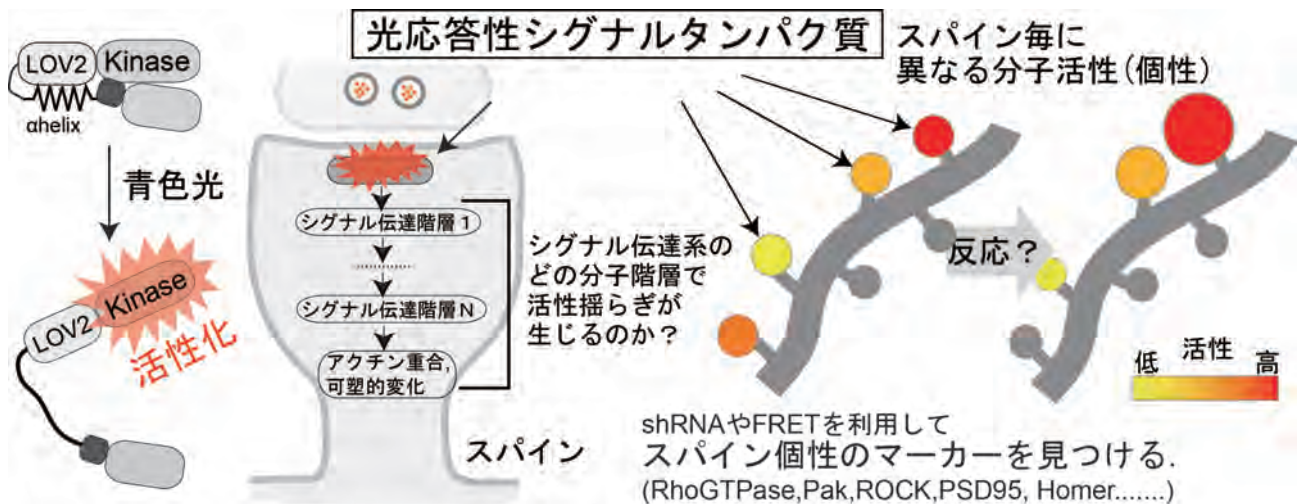 光応答性シグナルタンパク質
LOV2
Kinase
αhelix
青色光
LOV2
Kinase
活性化
シグナル伝達階層 1
シグナル伝達階層 N
アクチン重合,
可塑的変化
スパイン
シグナル伝達系の
どの分子階層で
活性揺らぎが
生じるのか？
スパイン毎に
異なる分子活性(個性)
反応？
活性
低
高
shRNAやFRETを利用して
スパイン個性のマーカーを見つける.
(RhoGTPase,Pak,ROCK,PSD95, Homer.......)